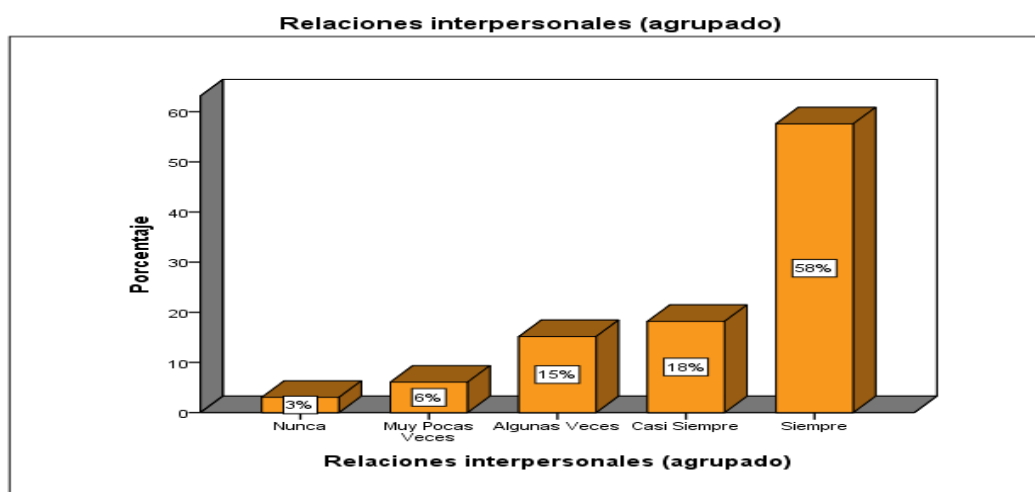 Relaciones interpersonales (agrupado)
Porcentaje
60
50
40
30
20
10
0
3%
6%
15%
18%
58%
Nunca
Muy Pocas
Veces
Algunas Veces
Casi Siempre
Siempre
Relaciones interpersonales (agrupado)